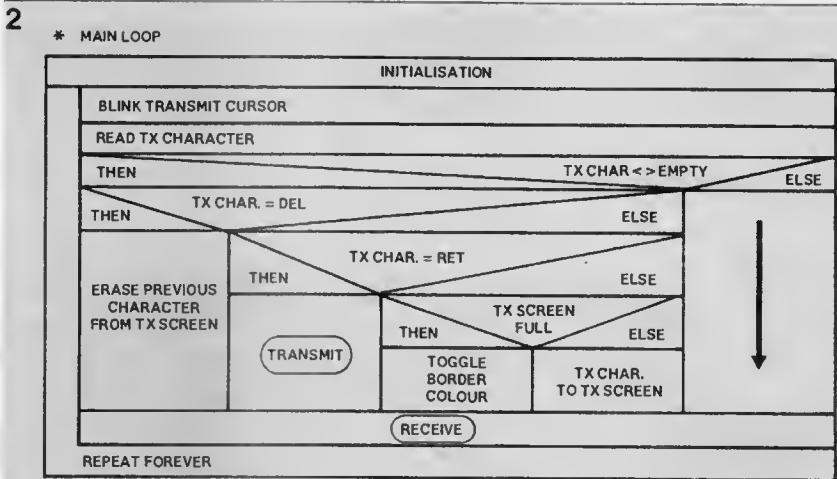 2
* MAIN LOOP
INITIALISATION
BLINK TRANSMIT CURSOR
READ TX CHARACTER
THEN
TX CHAR < > EMPTY
ELSE
THEN
TX CHAR. = DEL
ELSE
ERASE PREVIOUS
CHARACTER
FROM TX SCREEN
THEN
TX CHAR. = RET
ELSE
TRANSMIT
THEN
TX SCREEN
FULL
ELSE
TOGGLE
BORDER
COLOUR
TX CHAR.
TO TX SCREEN
RECEIVE
REPEAT FOREVER